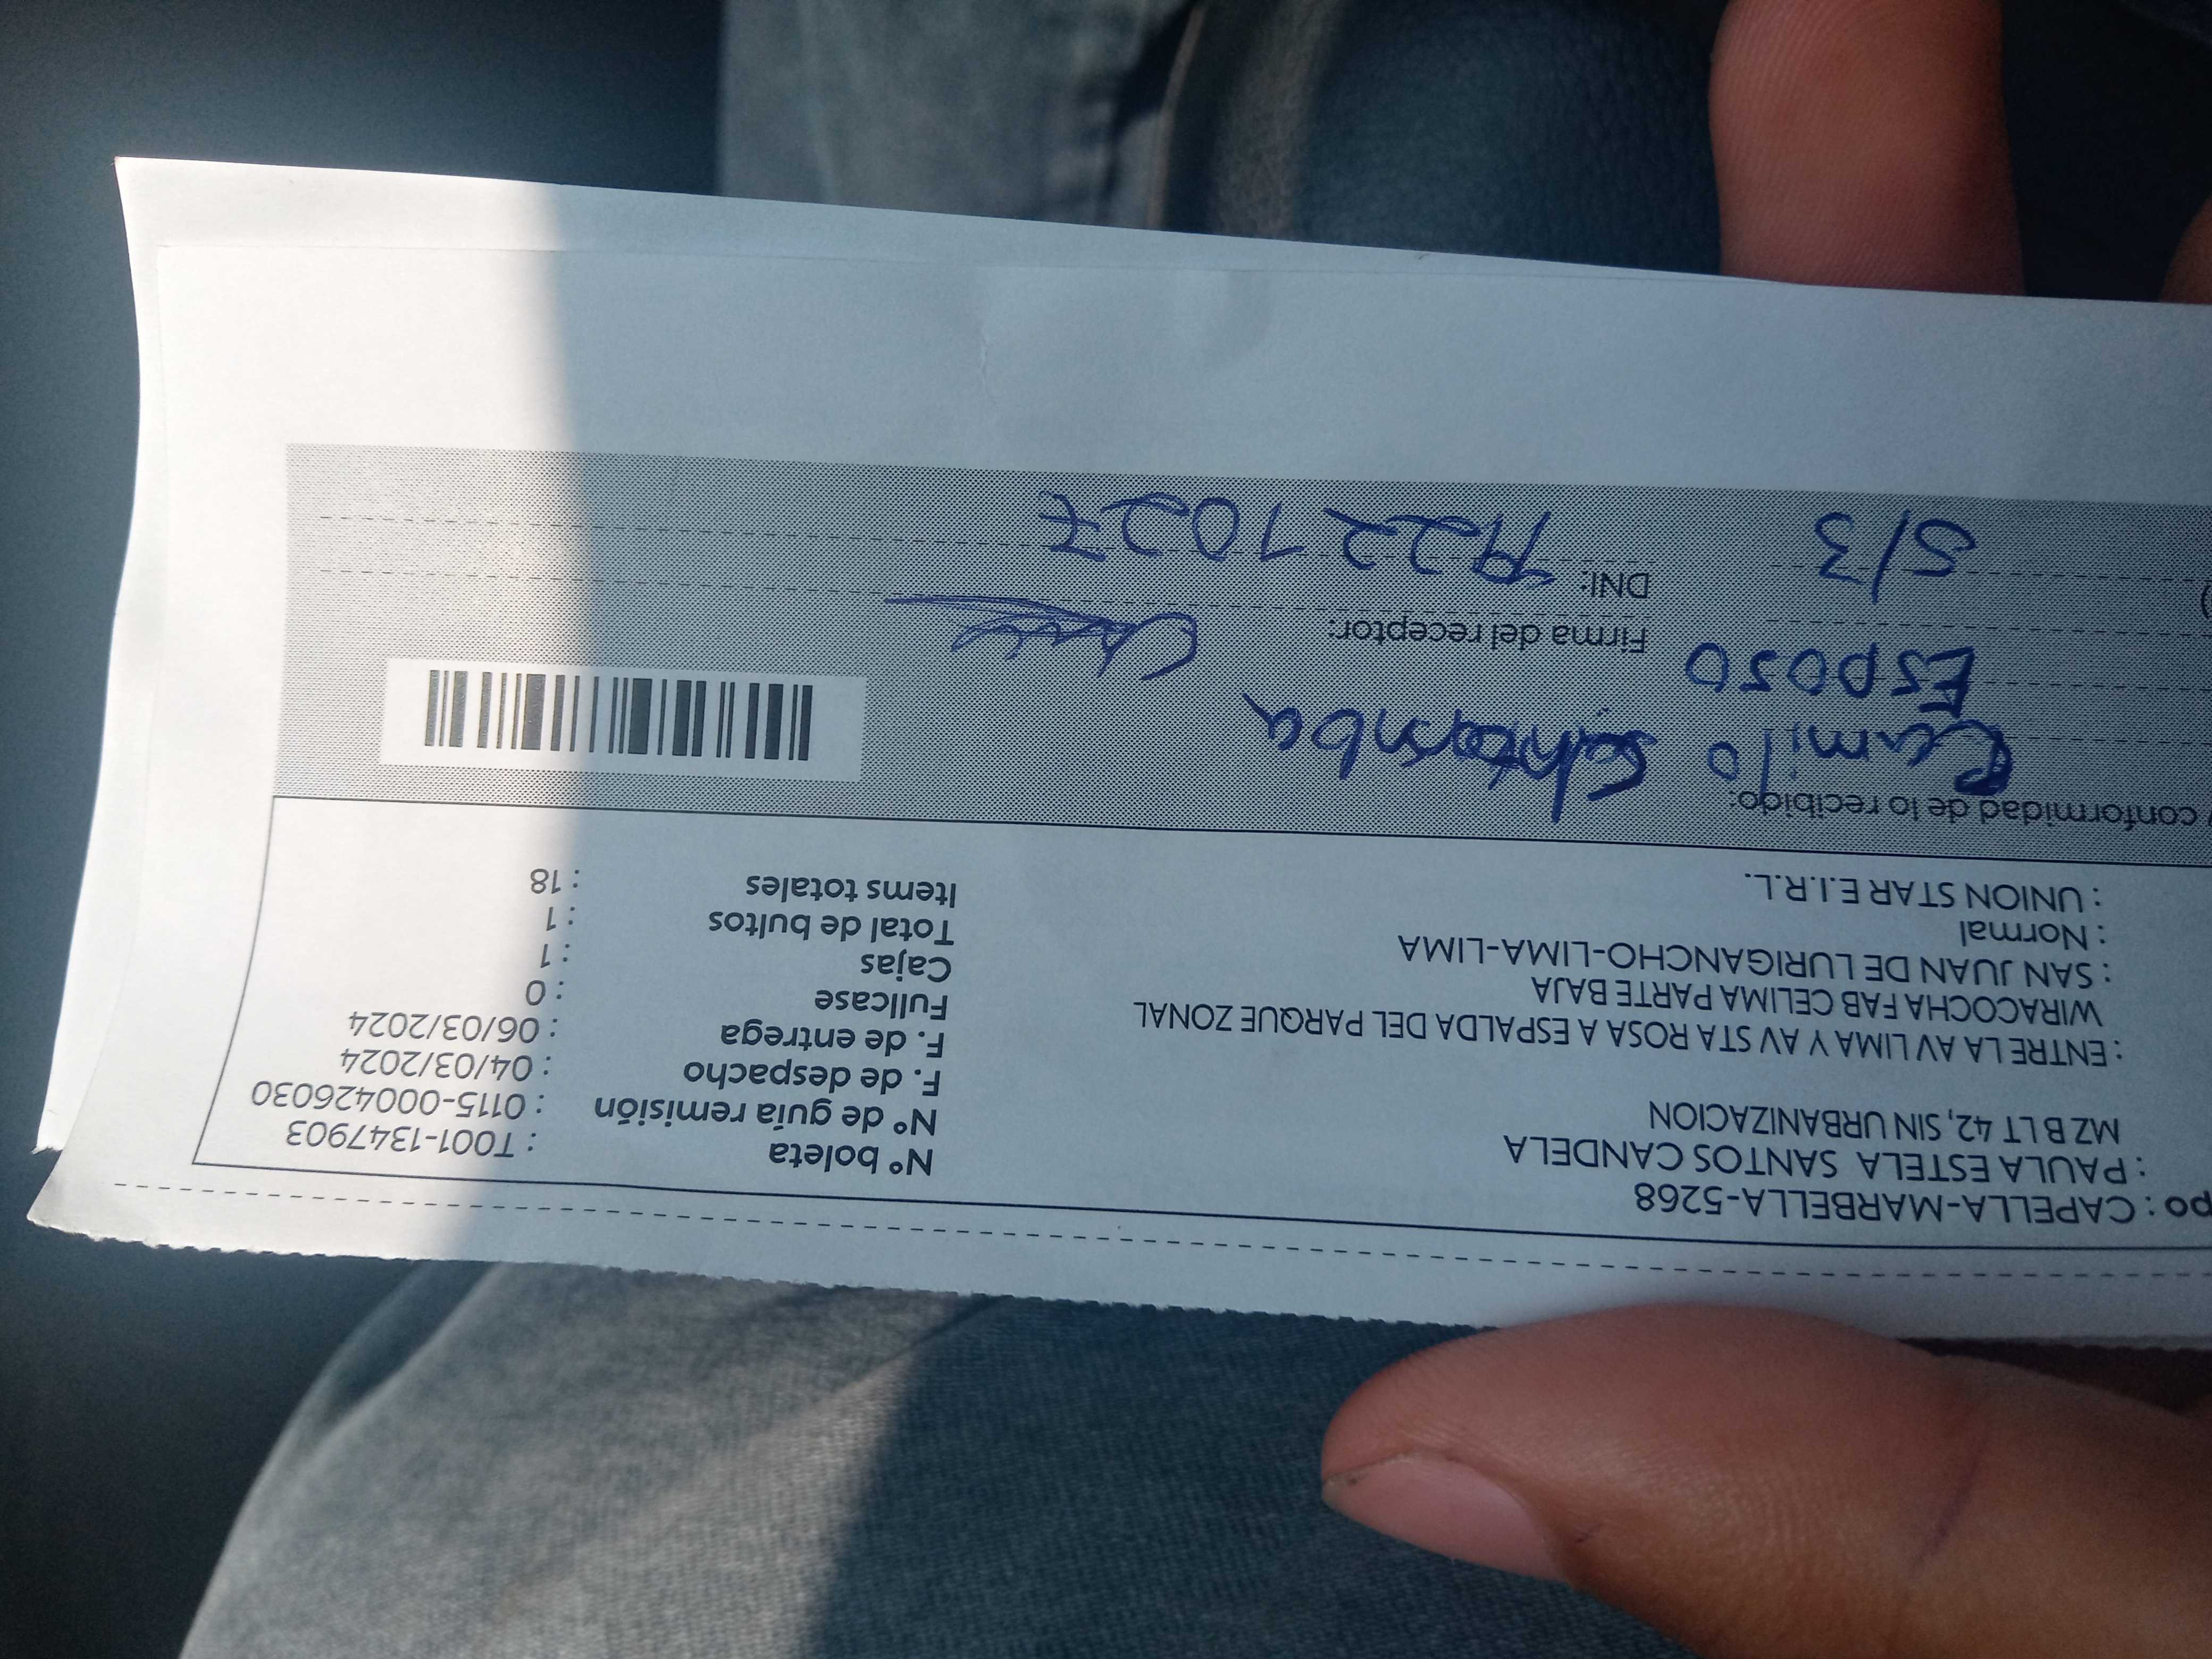 po : CAPELLA-MARBELLA-5268
: PAULA ESTELA SANTOS CANDELA
MZ B LT 42, SIN URBANIZACION
: ENTRE LA AV LIMA Y AV STA ROSA A ESPALDA DEL PARQUE ZONAL
WIRACOCHA FAB CELIMA PARTE BAJA
: SAN JUAN DE LURIGANCHO-LIMA-LIMA
: Normal
: UNION STAR E.I.R.L.
N° boleta : T001-1347903
N° de guía remisión : 0115-000426030
F. de despacho : 04/03/2024
F. de entrega : 06/03/2024
Fullcase : 0
Cajas : 1
Total de bultos : 1
Items totales : 18
conformidad de lo recibido:
Camilo
Esposo
Firma del receptor:
5/3
DNI: